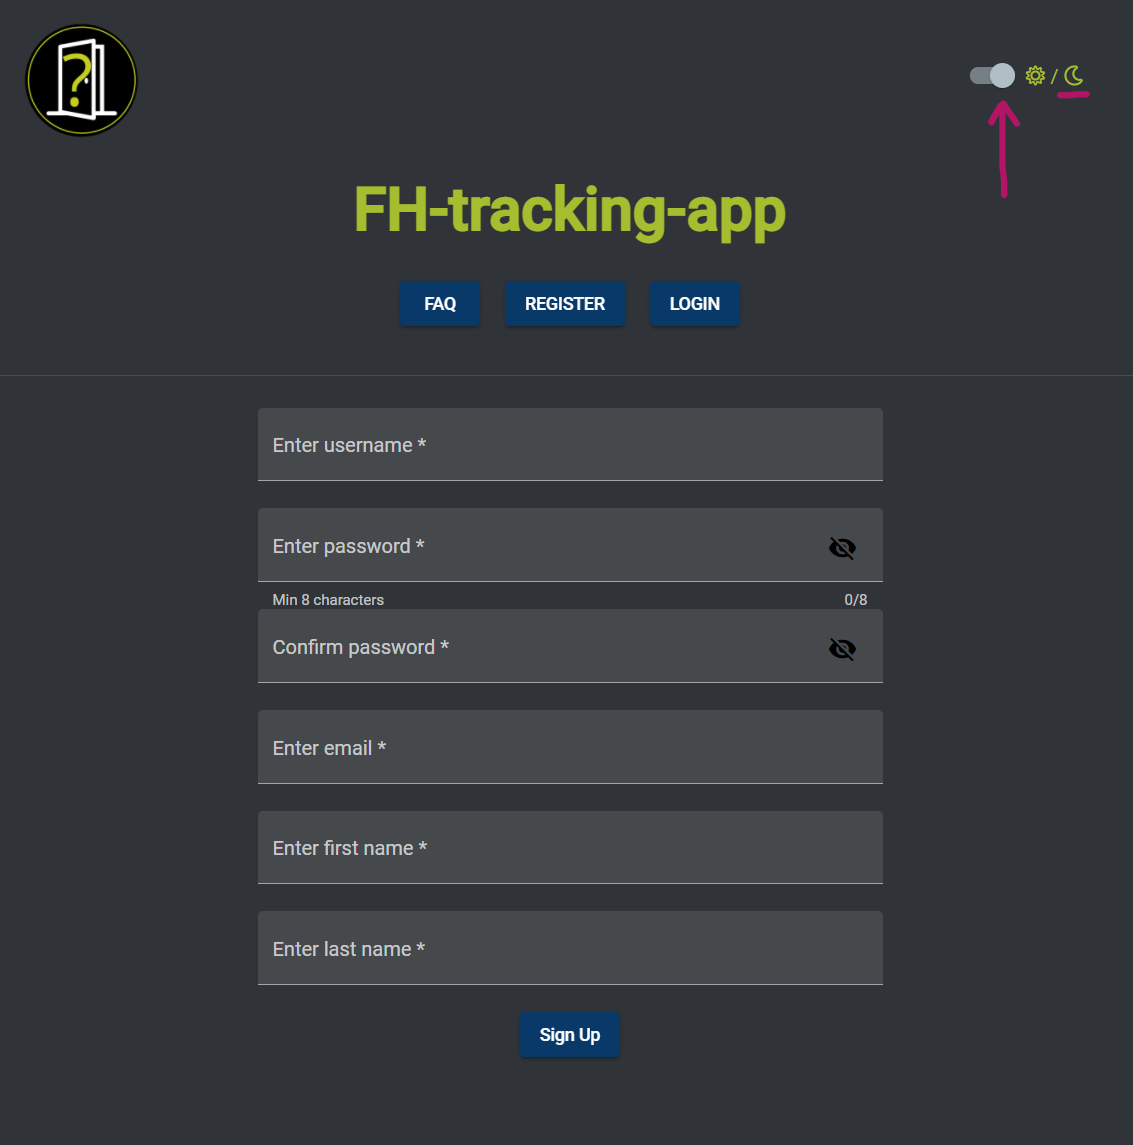 ?
/
FH-tracking-app
FAQ REGISTER LOGIN
Enter username *
Enter password *
Min 8 characters 0/8
Confirm password *
Enter email *
Enter first name *
Enter last name *
Sign Up